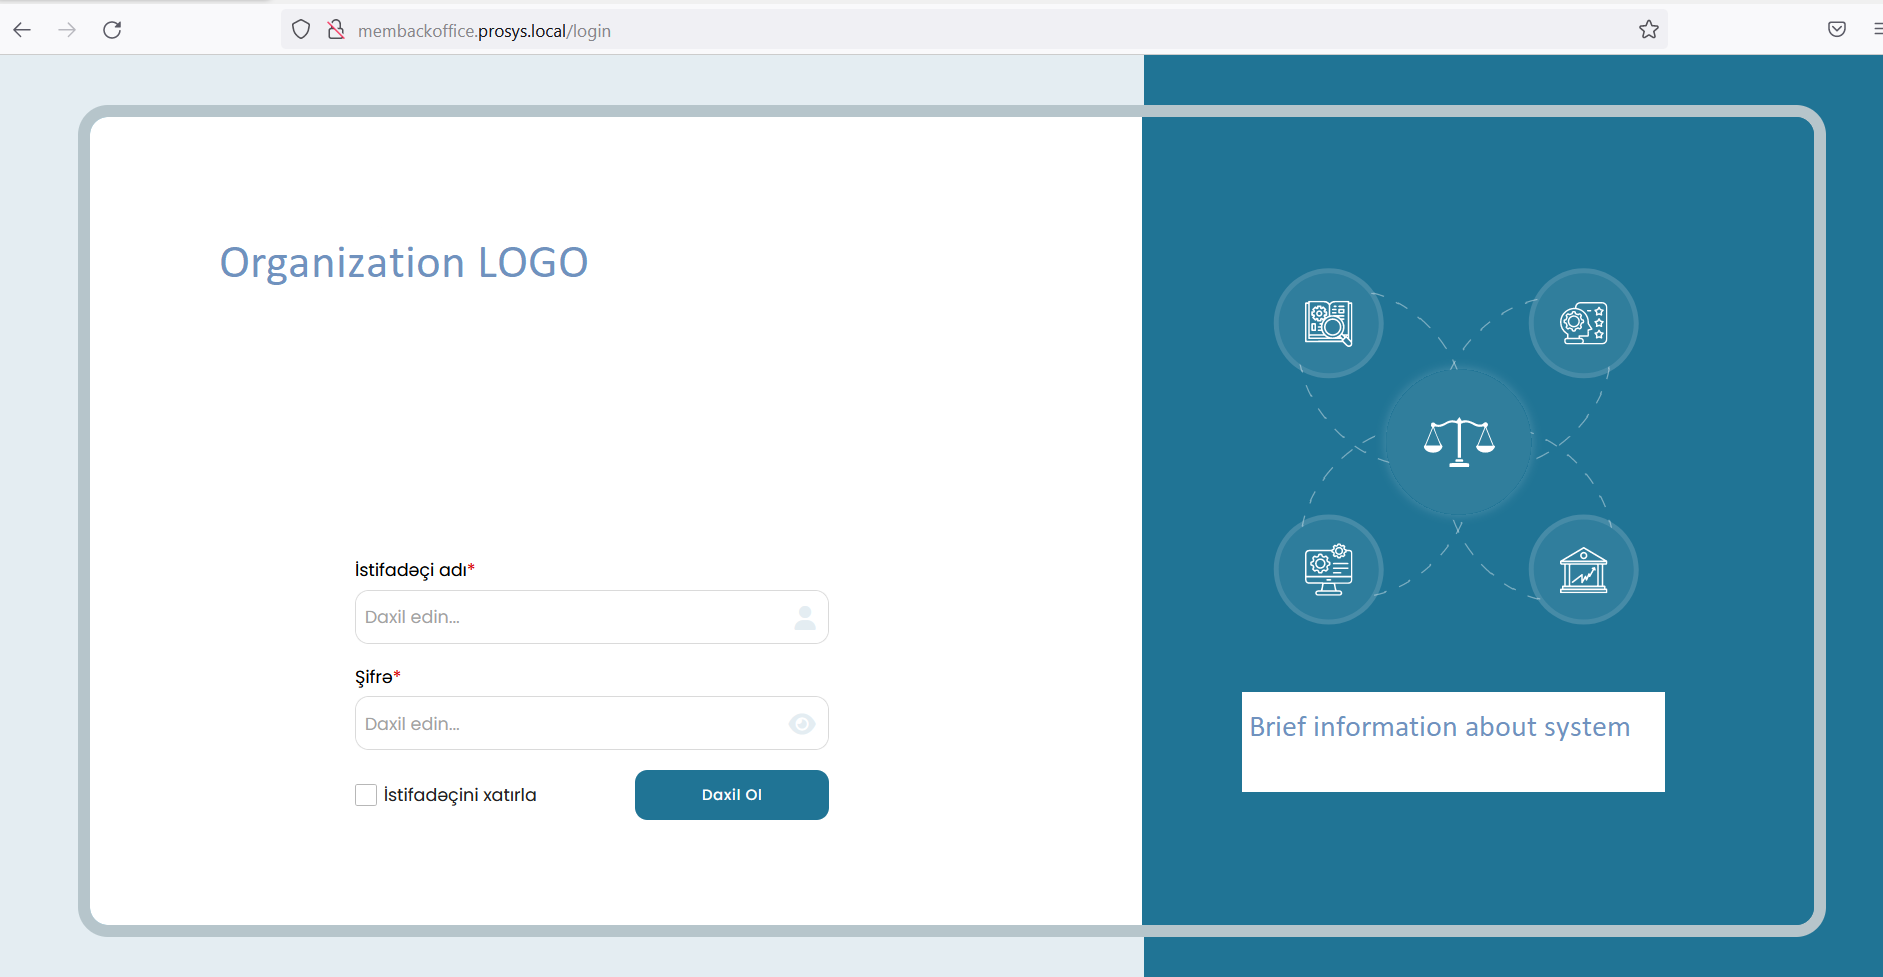 membackoffice.prosys.local/login
Organization LOGO
İstifadəçi adı*
Daxil edin...
Şifrə*
Daxil edin...
İstifadəçini xatırla
Daxil Ol
Brief information about system